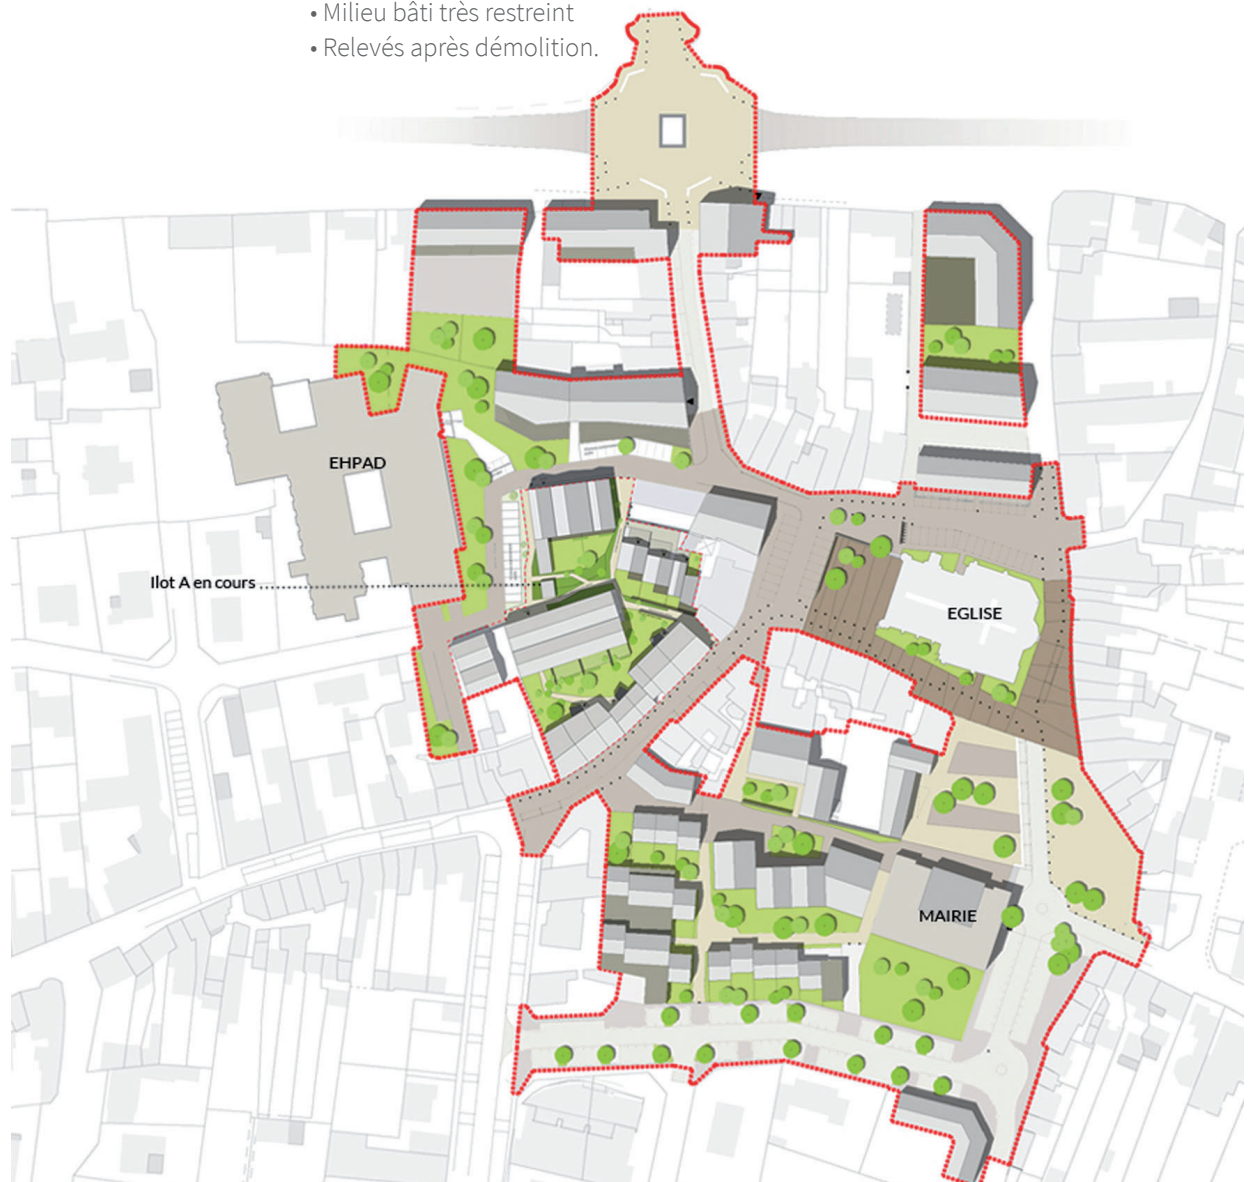 • Milieu bâti très restreint
• Relevés après démolition.
EHPAD
Ilot A en cours
EGLISE
MAIRIE